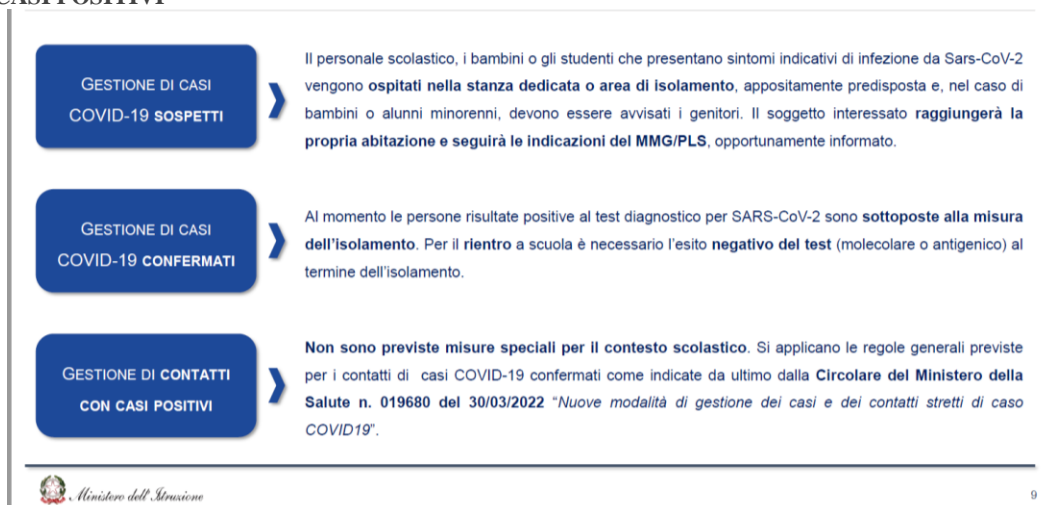 CASI POSITIVI
GESTIONE DI CASI
COVID-19 SOSPETTI
Il personale scolastico, i bambini o gli studenti che presentano sintomi indicativi di infezione da Sars-CoV-2
vengono ospitati nella stanza dedicata o area di isolamento, appositamente predisposta e, nel caso di
bambini o alunni minorenni, devono essere avvisati i genitori. Il soggetto interessato raggiungerà la
propria abitazione e seguirà le indicazioni del MMG/PLS, opportunamente informato.
GESTIONE DI CASI
COVID-19 CONFERMATI
Al momento le persone risultate positive al test diagnostico per SARS-CoV-2 sono sottoposte alla misura
dell'isolamento. Per il rientro a scuola è necessario l'esito negativo del test (molecolare o antigenico) al
termine dell'isolamento.
GESTIONE DI CONTATTI
CON CASI POSITIVI
Non sono previste misure speciali per il contesto scolastico. Si applicano le regole generali previste
per i contatti di casi COVID-19 confermati come indicate da ultimo dalla Circolare del Ministero della
Salute n. 019680 del 30/03/2022 "Nuove modalità di gestione dei casi e dei contatti stretti di caso
COVID19".
Ministero dell'Istruzione
9